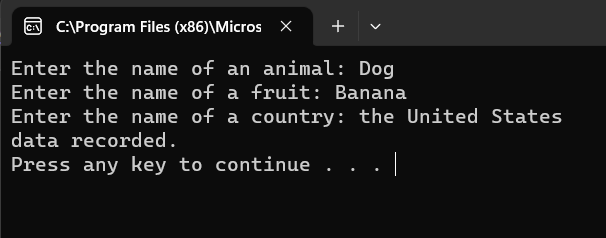 C:\Program Files (x86)\Micros
Enter the name of an animal: Dog
Enter the name of a fruit: Banana
Enter the name of a country: the United States
data recorded.
Press any key to continue . . .